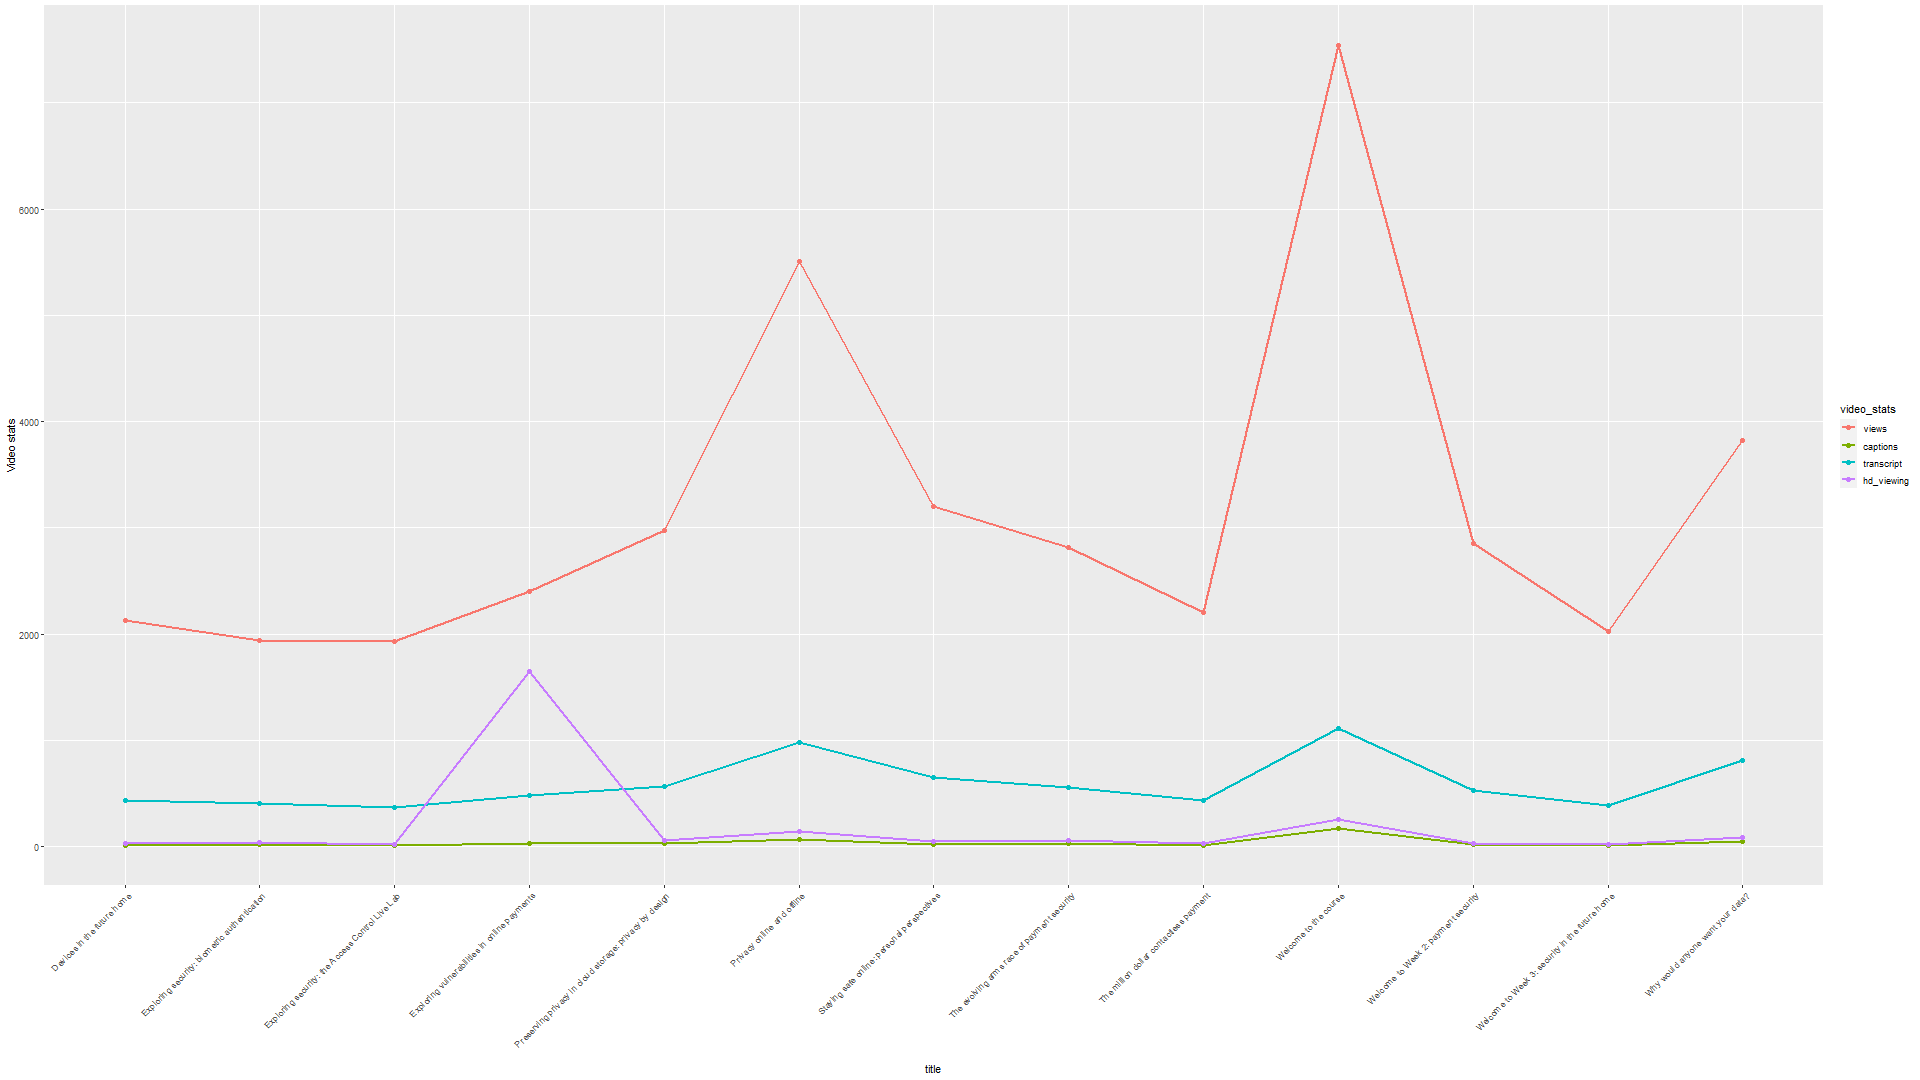 Video stats
6000
4000
2000
0
Devices in the future home
Exploring security: biometric authentication
Exploring security: the Access Control Live Lab
Exploring vulnerabilities in online payments
Preserving privacy in cloud storage: privacy by design
Privacy online and offline
Staying safe online: personal perspectives
The evolving arms race of payment security
The million dollar contactless payment
Welcome to the course
Welcome to Week 2: payment security
Welcome to Week 3: security in the future home
Why would anyone want your data?
title
video_stats
views
captions
transcript
hd_viewing